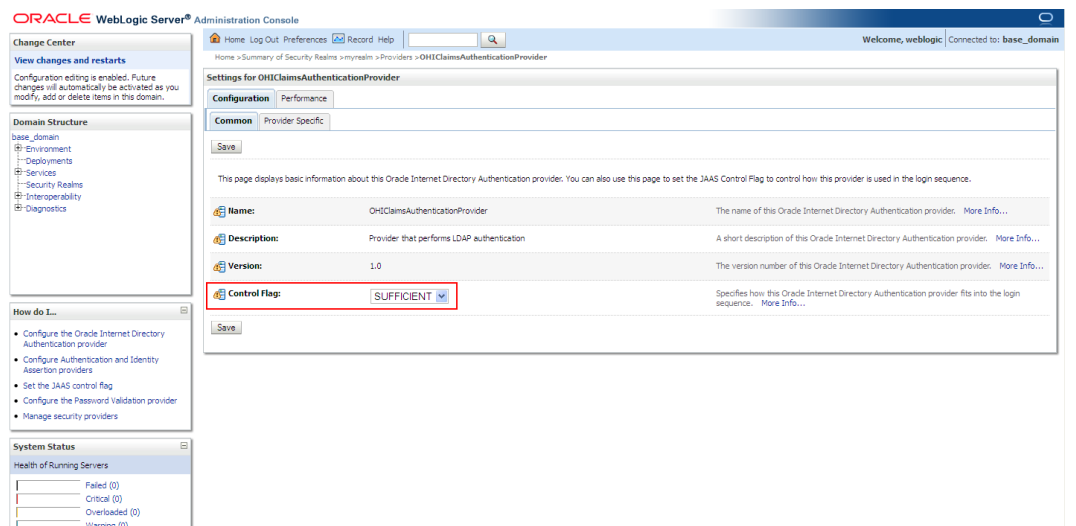 ORACLE WebLogic Server® Administration Console
Change Center
View changes and restarts
Configuration editing is enabled. Future
changes will automatically be activated as you
modify, add or delete items in this domain.
Domain Structure
base_domain
Environment
Deployments
Services
Security Realms
Interoperability
Diagnostics
How do I...
Configure the Oracle Internet Directory
Authentication provider
Configure Authentication and Identity
Assertion providers
Set the JAAS control flag
Configure the Password Validation provider
Manage security providers
System Status
Health of Running Servers
Failed (0)
Critical (0)
Overloaded (0)
Warning (0)
Home Log Out Preferences Record Help
Welcome, weblogic Connected to: base_domain
Home >Summary of Security Realms >myrealm >Providers >OHIClaimsAuthenticationProvider
Settings for OHIClaimsAuthenticationProvider
Configuration Performance
Common Provider Specific
Save
This page displays basic information about this Oracle Internet Directory Authentication provider. You can also use this page to set the JAAS Control Flag to control how this provider is used in the login sequence.
Name: OHIClaimsAuthenticationProvider The name of this Oracle Internet Directory Authentication provider. More Info...
Description: Provider that performs LDAP authentication A short description of this Oracle Internet Directory Authentication provider. More Info...
Version: 1.0 The version number of this Oracle Internet Directory Authentication provider. More Info...
Control Flag: SUFFICIENT Specifies how this Oracle Internet Directory Authentication provider fits into the login
sequence. More Info...
Save